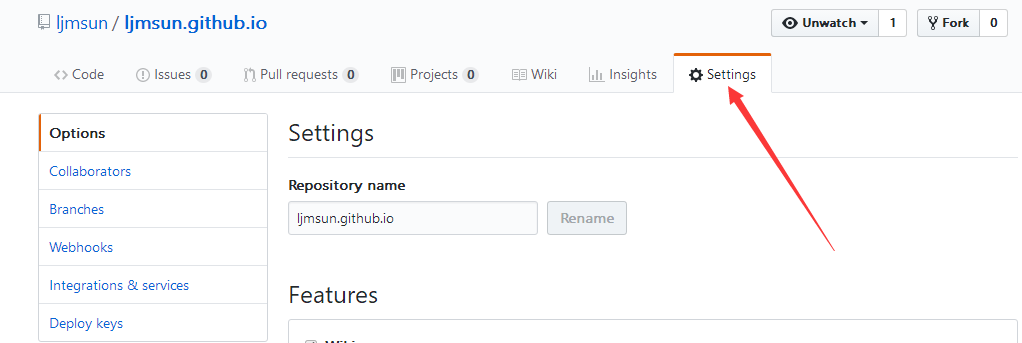 ljmsun / ljmsun.github.io
Unwatch 1 Fork 0
Code Issues 0 Pull requests 0 Projects 0 Wiki Insights Settings
Options
Collaborators
Branches
Webhooks
Integrations & services
Deploy keys
Settings
Repository name
ljmsun.github.io Rename
Features
Wiki